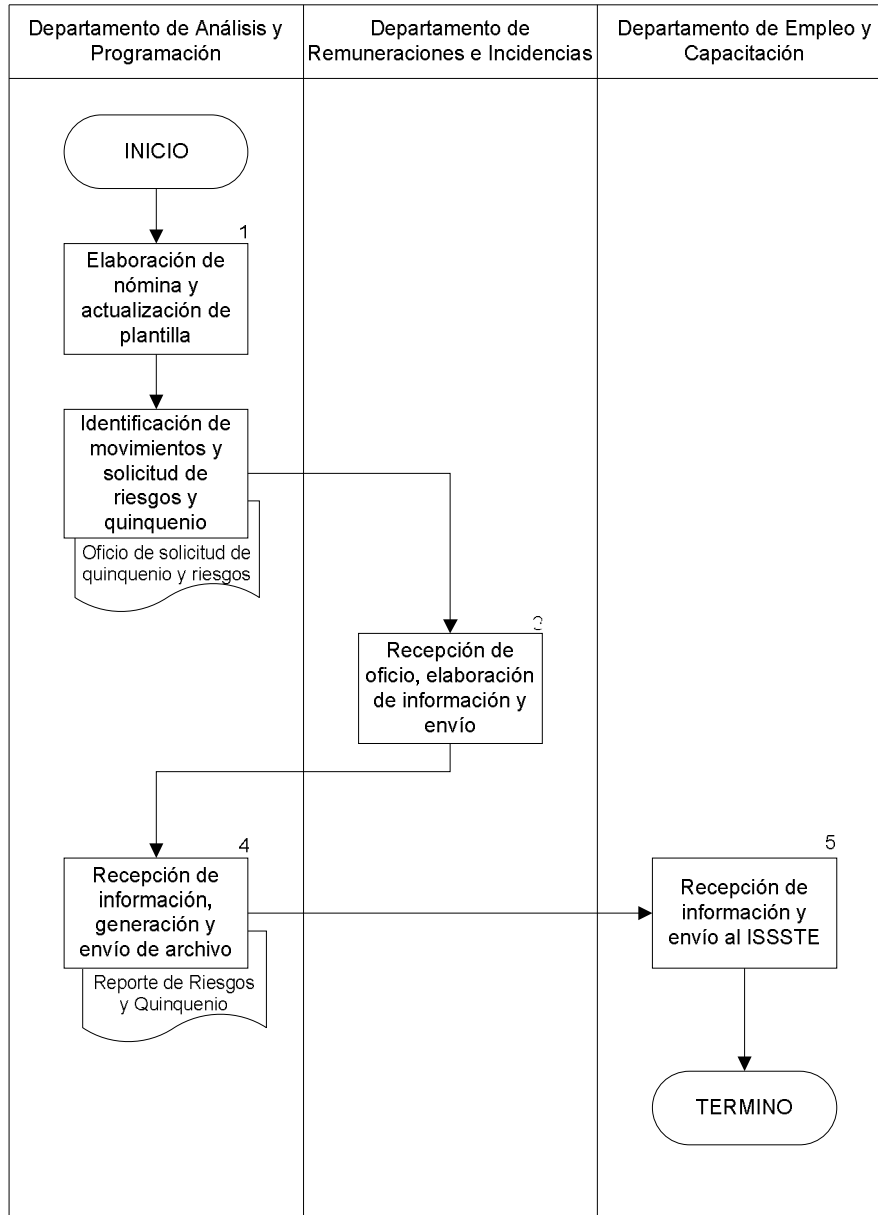 Departamento de Análisis y
Programación
Departamento de
Remuneraciones e Incidencias
Departamento de Empleo y
Capacitación
INICIO
1
Elaboración de
nómina y
actualización de
plantilla
Identificación de
movimientos y
solicitud de
riesgos y
quinquenio
Oficio de solicitud de
quinquenio y riesgos
Recepción de
oficio, elaboración
de información y
envío
4
Recepción de
información,
generación y
envío de archivo
Reporte de Riesgos
y Quinquenio
5
Recepción de
información y
envío al ISSSTE
TERMINO